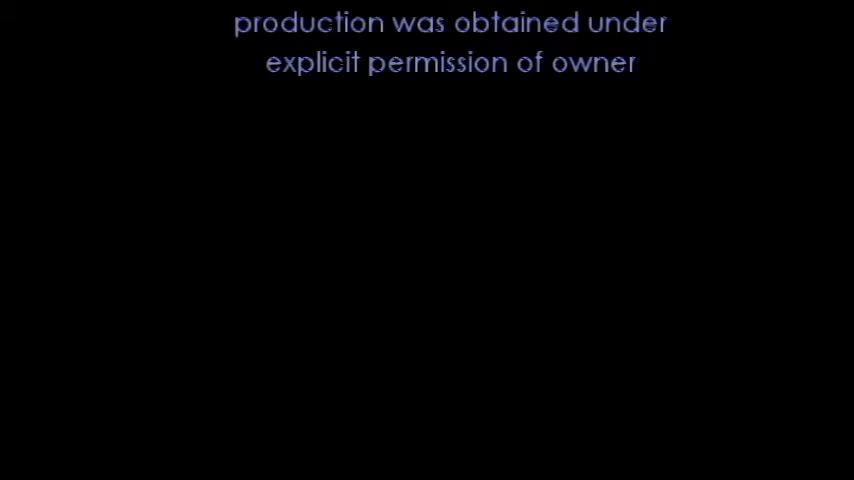 production was obtained under
explicit permission of owner